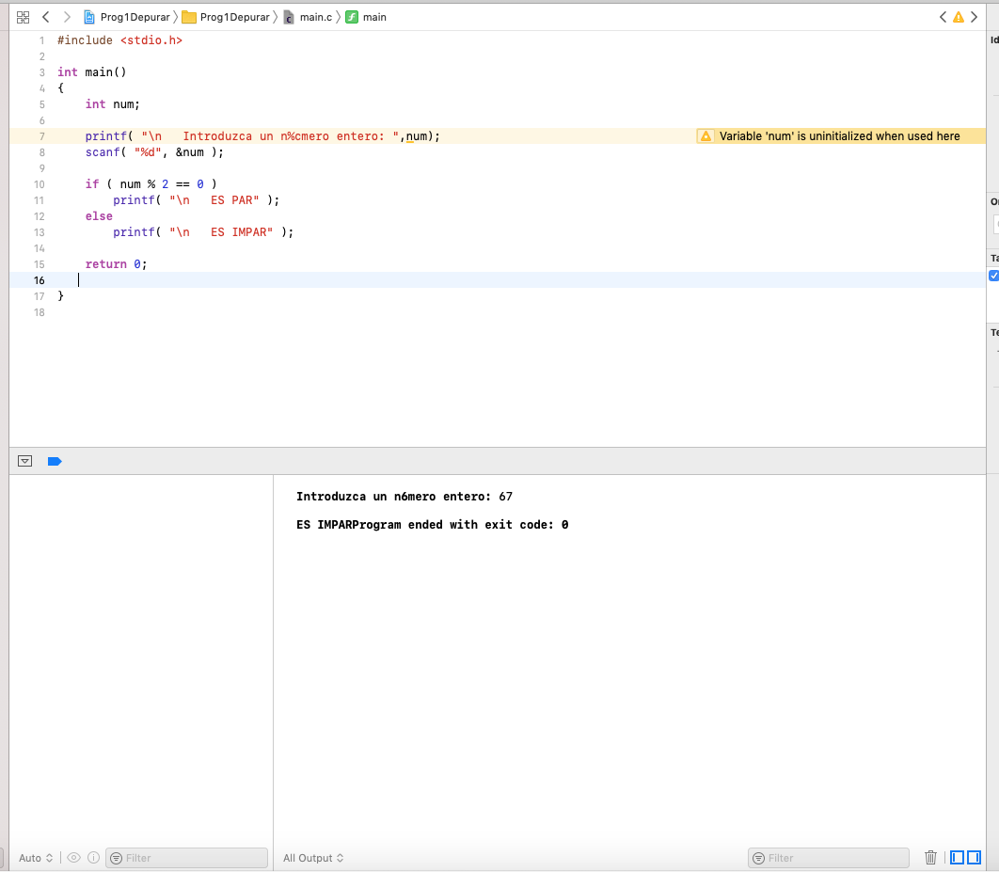 Prog1Depurar Prog1Depurar main.c main
1 #include <stdio.h>
2
3 int main()
4 {
5     int num;
6
7     printf( "\n   Introduzca un n%cmero entero: ",num); Variable 'num' is uninitialized when used here
8     scanf( "%d", &num );
9
10     if ( num % 2 == 0 )
11         printf( "\n   ES PAR" );
12     else
13         printf( "\n   ES IMPAR" );
14
15     return 0;
16
17 }
18
Introduzca un n6mero entero: 67
ES IMPARProgram ended with exit code: 0
Auto Filter All Output Filter